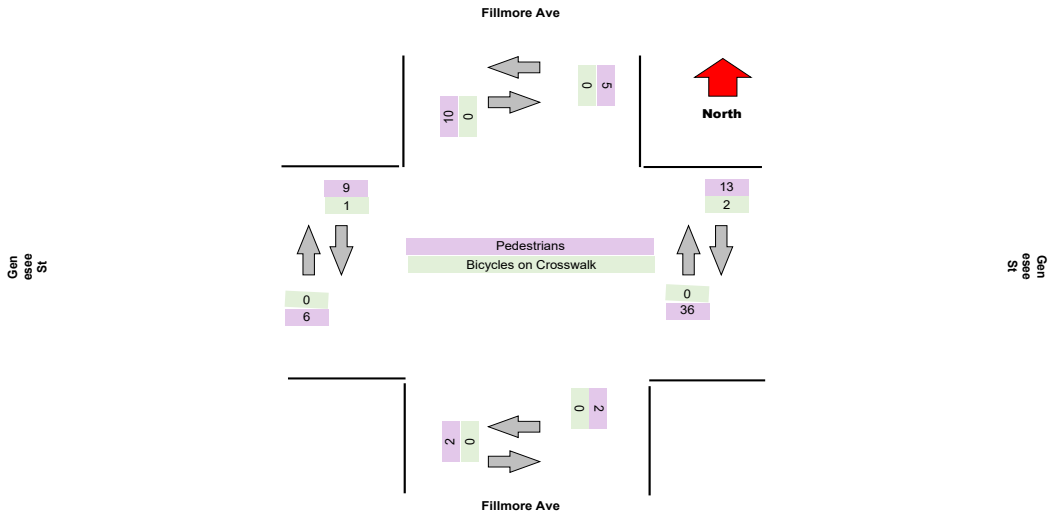 Fillmore Ave
0 5
10 0
North
9
1
13
2
Pedestrians
Bicycles on Crosswalk
Gen
esee
St
Gen
esee
St
0
6
0
36
0 2
2 0
Fillmore Ave